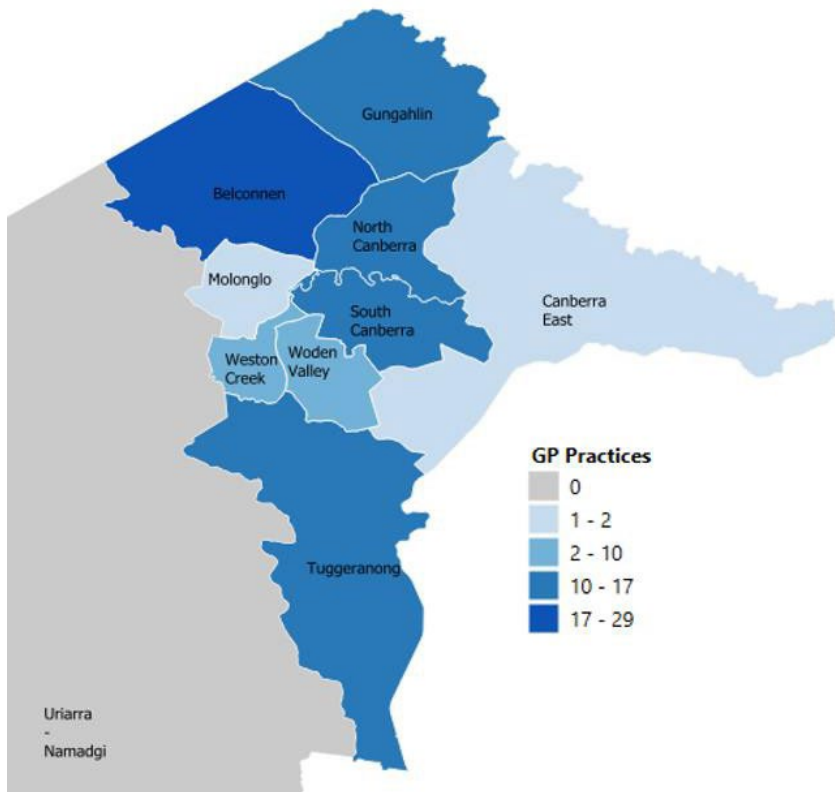 Gungahlin
Belconnen
North
Canberra
Molonglo
Canberra
East
South
Canberra
Weston
Creek
Woden
Valley
GP Practices
0
1 - 2
2 - 10
10 - 17
17 - 29
Tuggeranong
Uriarra
-
Namadgi